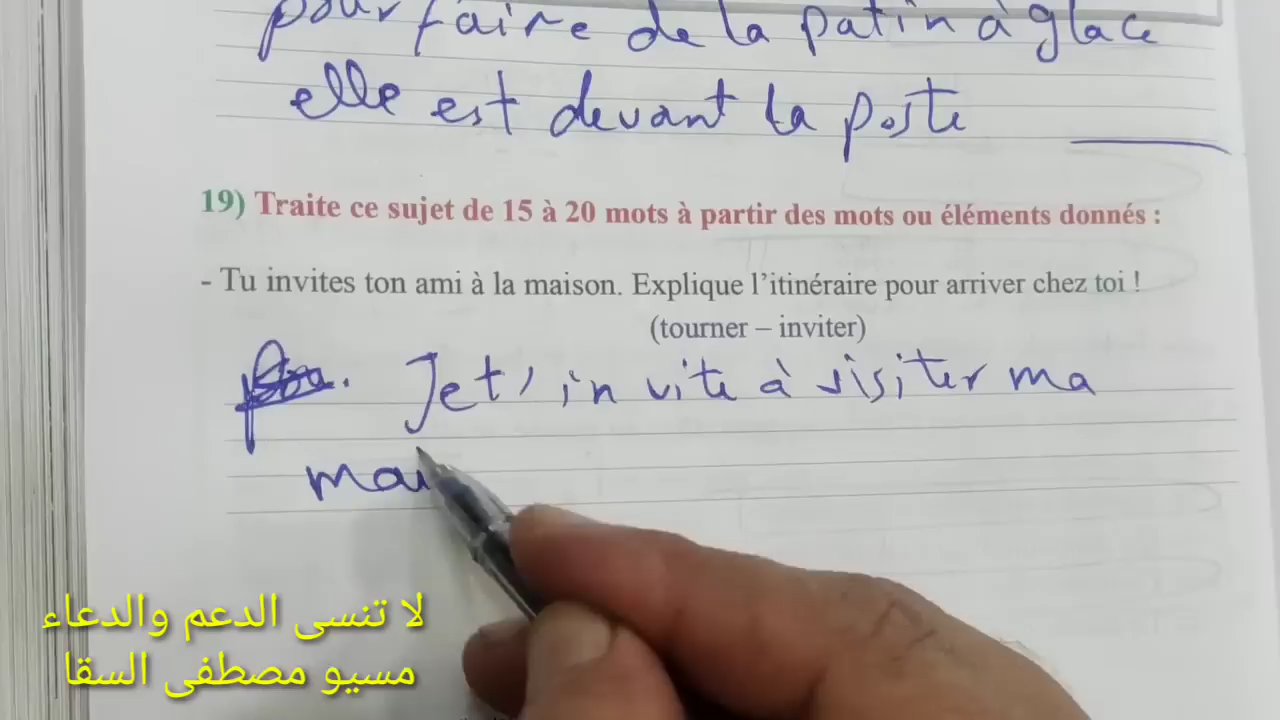 pour faire de la patin à glace
elle est devant la poste
19) Traite ce sujet de 15 à 20 mots à partir des mots ou éléments donnés :
- Tu invites ton ami à la maison. Explique l'itinéraire pour arriver chez toi !
(tourner – inviter)
Je t'invite à visiter ma
mai
لا تنسى الدعم والدعاء
مسيو مصطفى السقا